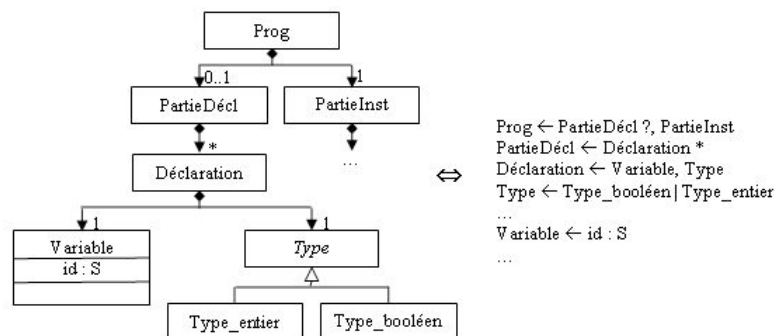 Prog
0..1
1
PartieDécl
PartieInst
*
...
Déclaration
1
1
Variable
id : S
Type
Type_entier
Type_booléen
⇔
Prog ← PartieDécl ?, PartieInst
PartieDécl ← Déclaration *
Déclaration ← Variable, Type
Type ← Type_booléen | Type_entier
...
Variable ← id : S
...